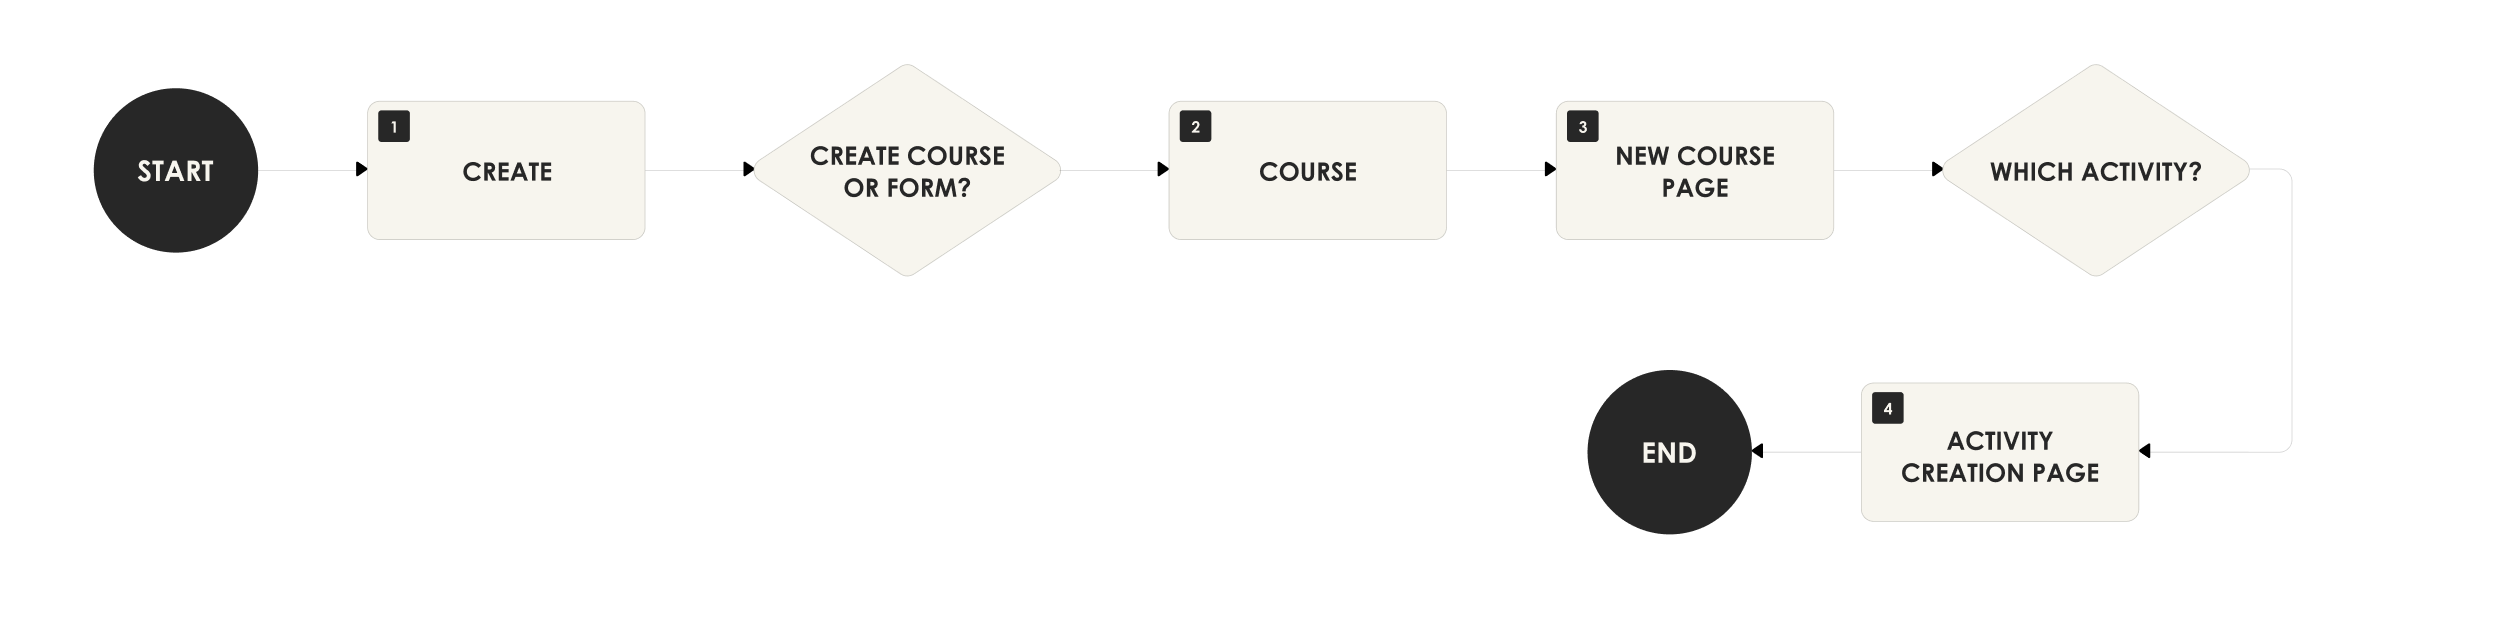 START
1
CREATE
CREATE COURSE
OR FORM?
2
COURSE
3
NEW COURSE
PAGE
WHICH ACTIVITY?
4
ACTIVITY
CREATION PAGE
END